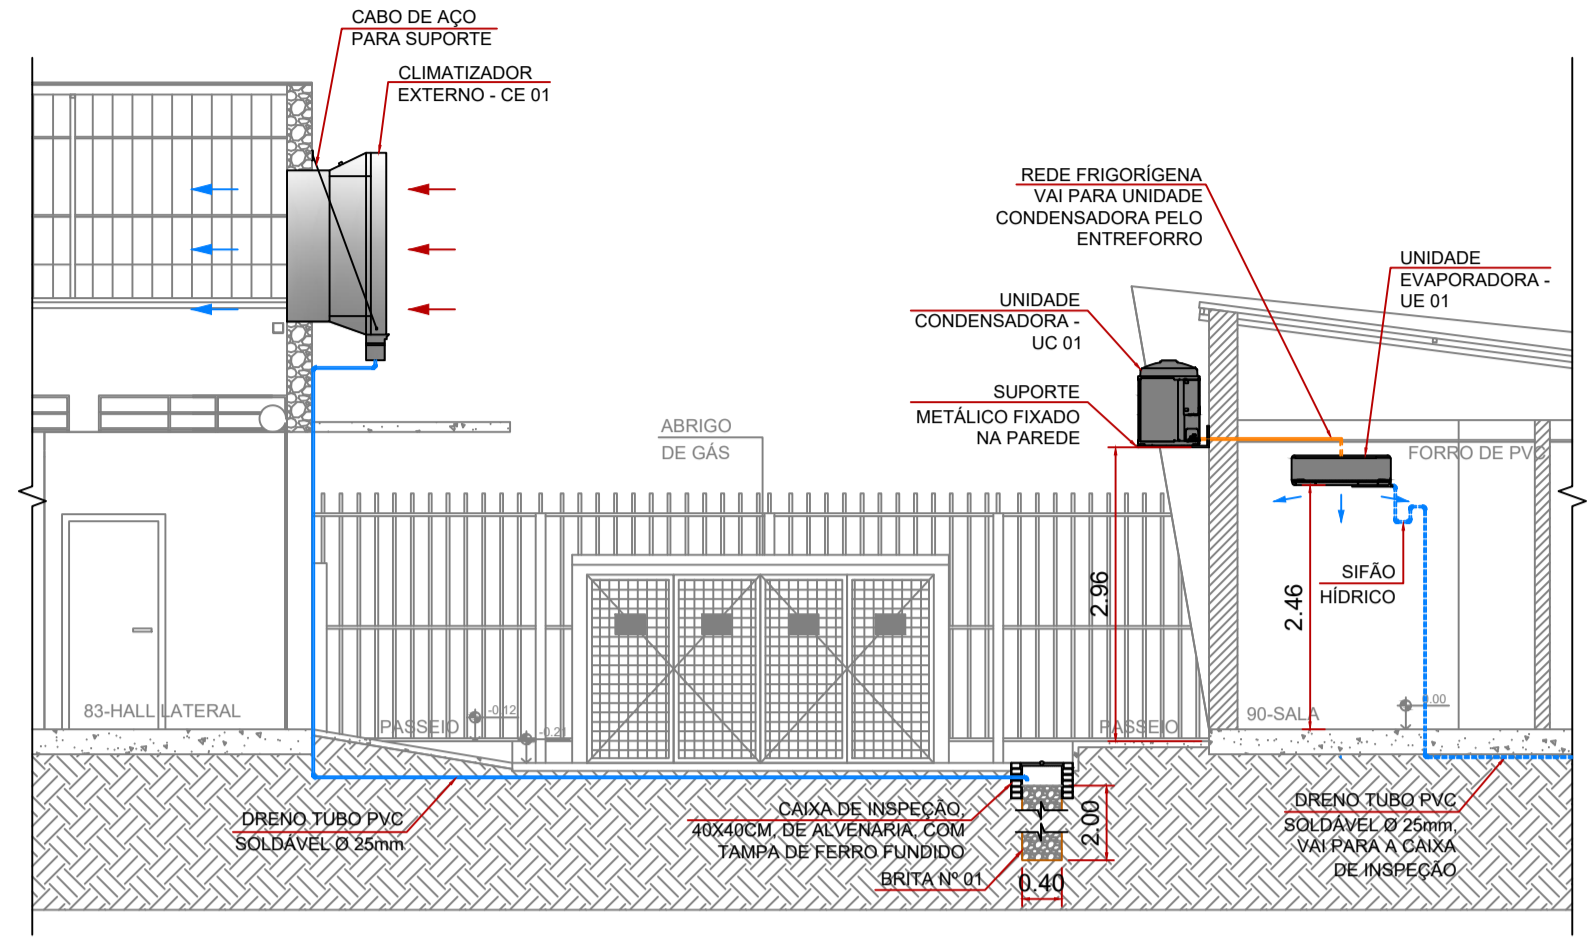 CABO DE AÇO
PARA SUPORTE
CLIMATIZADOR
EXTERNO - CE 01
REDE FRIGORÍGENA
VAI PARA UNIDADE
CONDENSADORA PELO
ENTREFORRO
UNIDADE
EVAPORADORA -
UE 01
UNIDADE
CONDENSADORA -
UC 01
SUPORTE
METÁLICO FIXADO
NA PAREDE
ABRIGO
DE GÁS
FORRO DE PVC
2.96
2.46
SIFÃO
HÍDRICO
83-HALL LATERAL
PASSEIO
-0.12
-0.21
PASSEIO
90-SALA
0.00
DRENO TUBO PVC
SOLDÁVEL Ø 25mm
CAIXA DE INSPEÇÃO,
40X40CM, DE ALVENARIA, COM
TAMPA DE FERRO FUNDIDO
BRITA Nº 01
2.00
0.40
DRENO TUBO PVC
SOLDÁVEL Ø 25mm,
VAI PARA A CAIXA
DE INSPEÇÃO